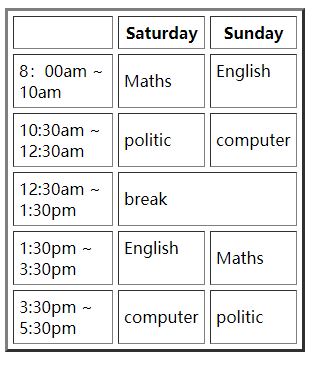 Saturday Sunday
8：00am ~ 
10am
Maths
English
10:30am ~
12:30am
politic
computer
12:30am ~
1:30pm
break
1:30pm ~
3:30pm
English
Maths
3:30pm ~
5:30pm
computer
politic